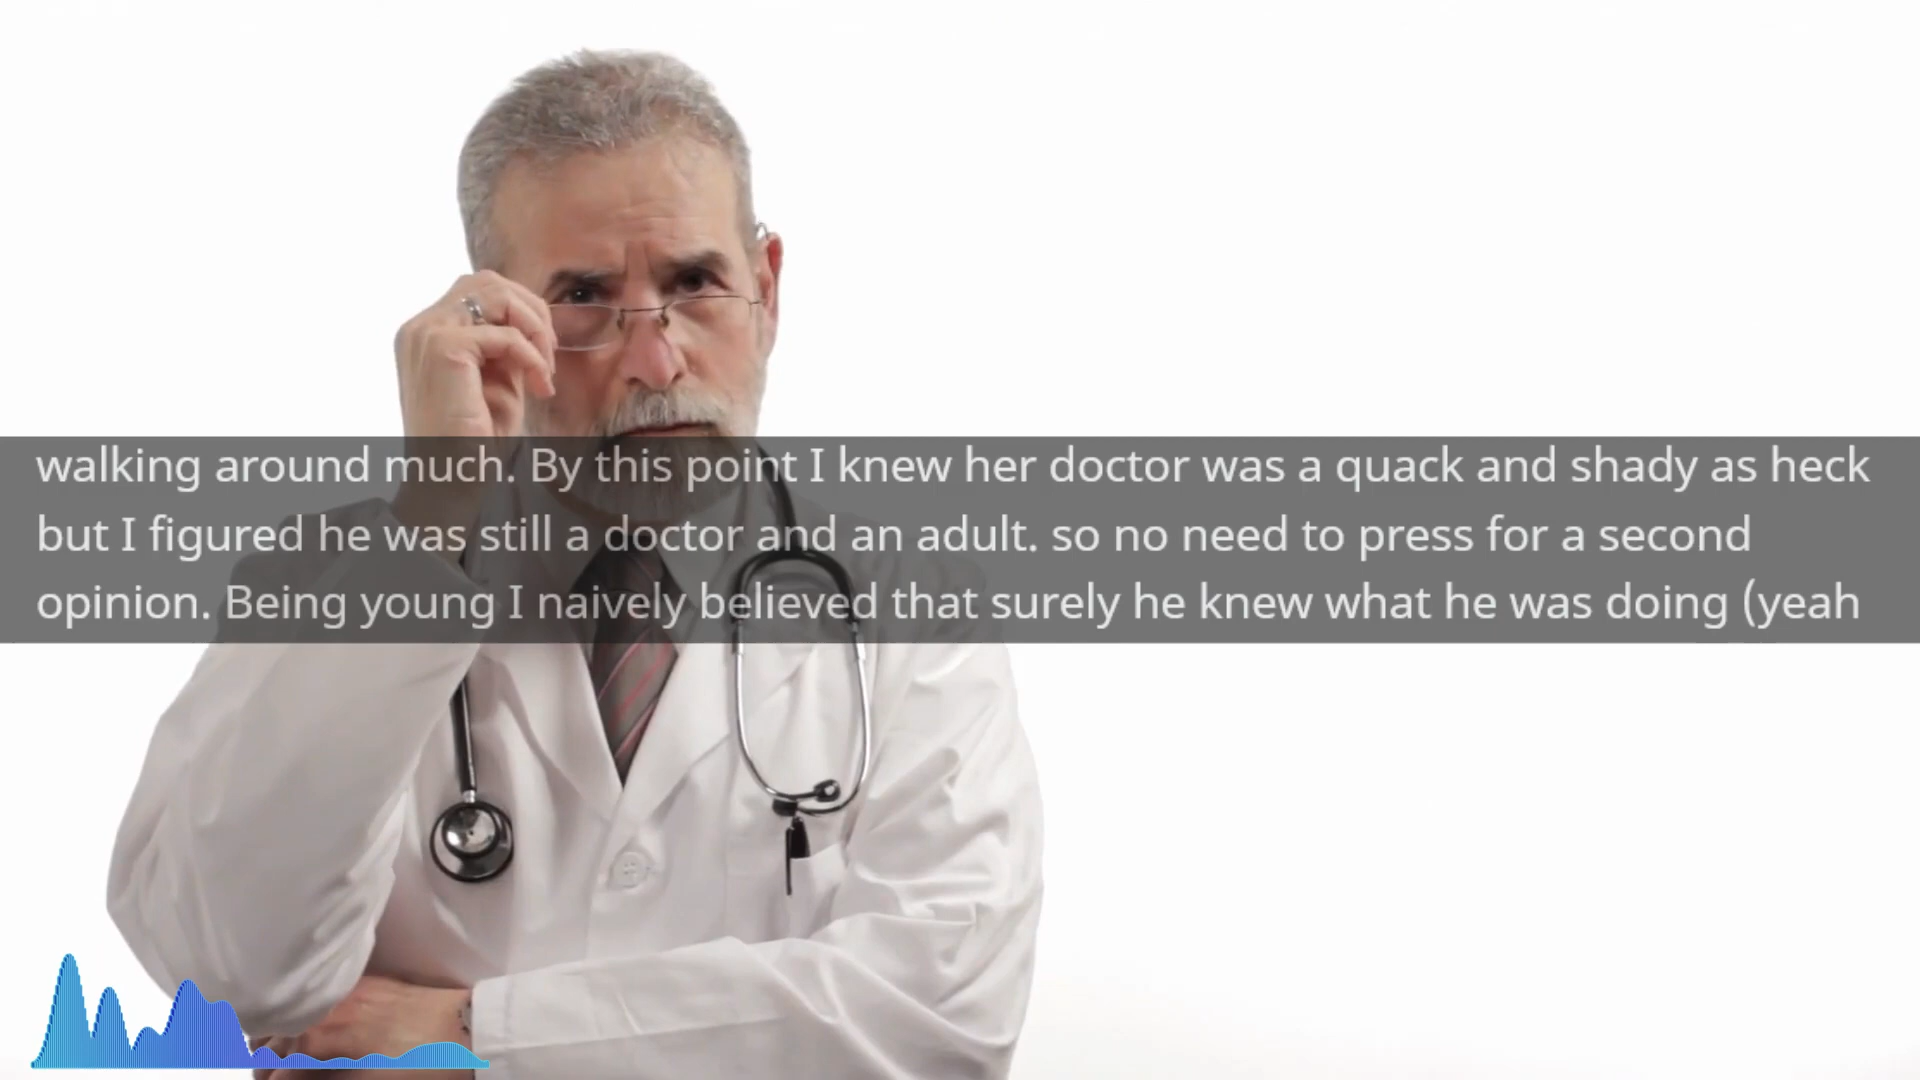 walking around much. By this point I knew her doctor was a quack and shady as heck
but I figured he was still a doctor and an adult. so no need to press for a second
opinion. Being young I naively believed that surely he knew what he was doing (yeah